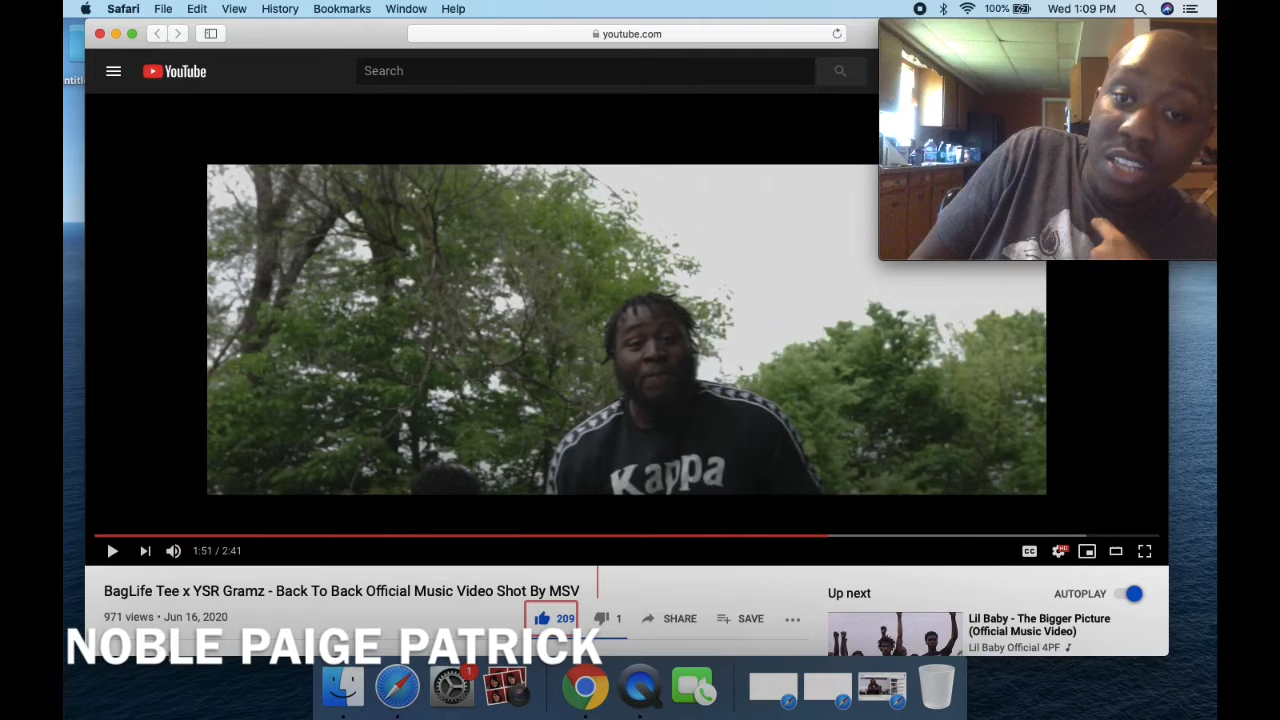 Safari File Edit View History Bookmarks Window Help 100% Wed 1:09 PM
youtube.com
YouTube
Search
Kappa
1:51 / 2:41
CC
HD
BagLife Tee x YSR Gramz - Back To Back Official Music Video Shot By MSV
971 views • Jun 16, 2020
209 1 SHARE SAVE
Up next
AUTOPLAY
Lil Baby - The Bigger Picture
(Official Music Video)
Lil Baby Official 4PF
NOBLE PAIGE PATRICK
1